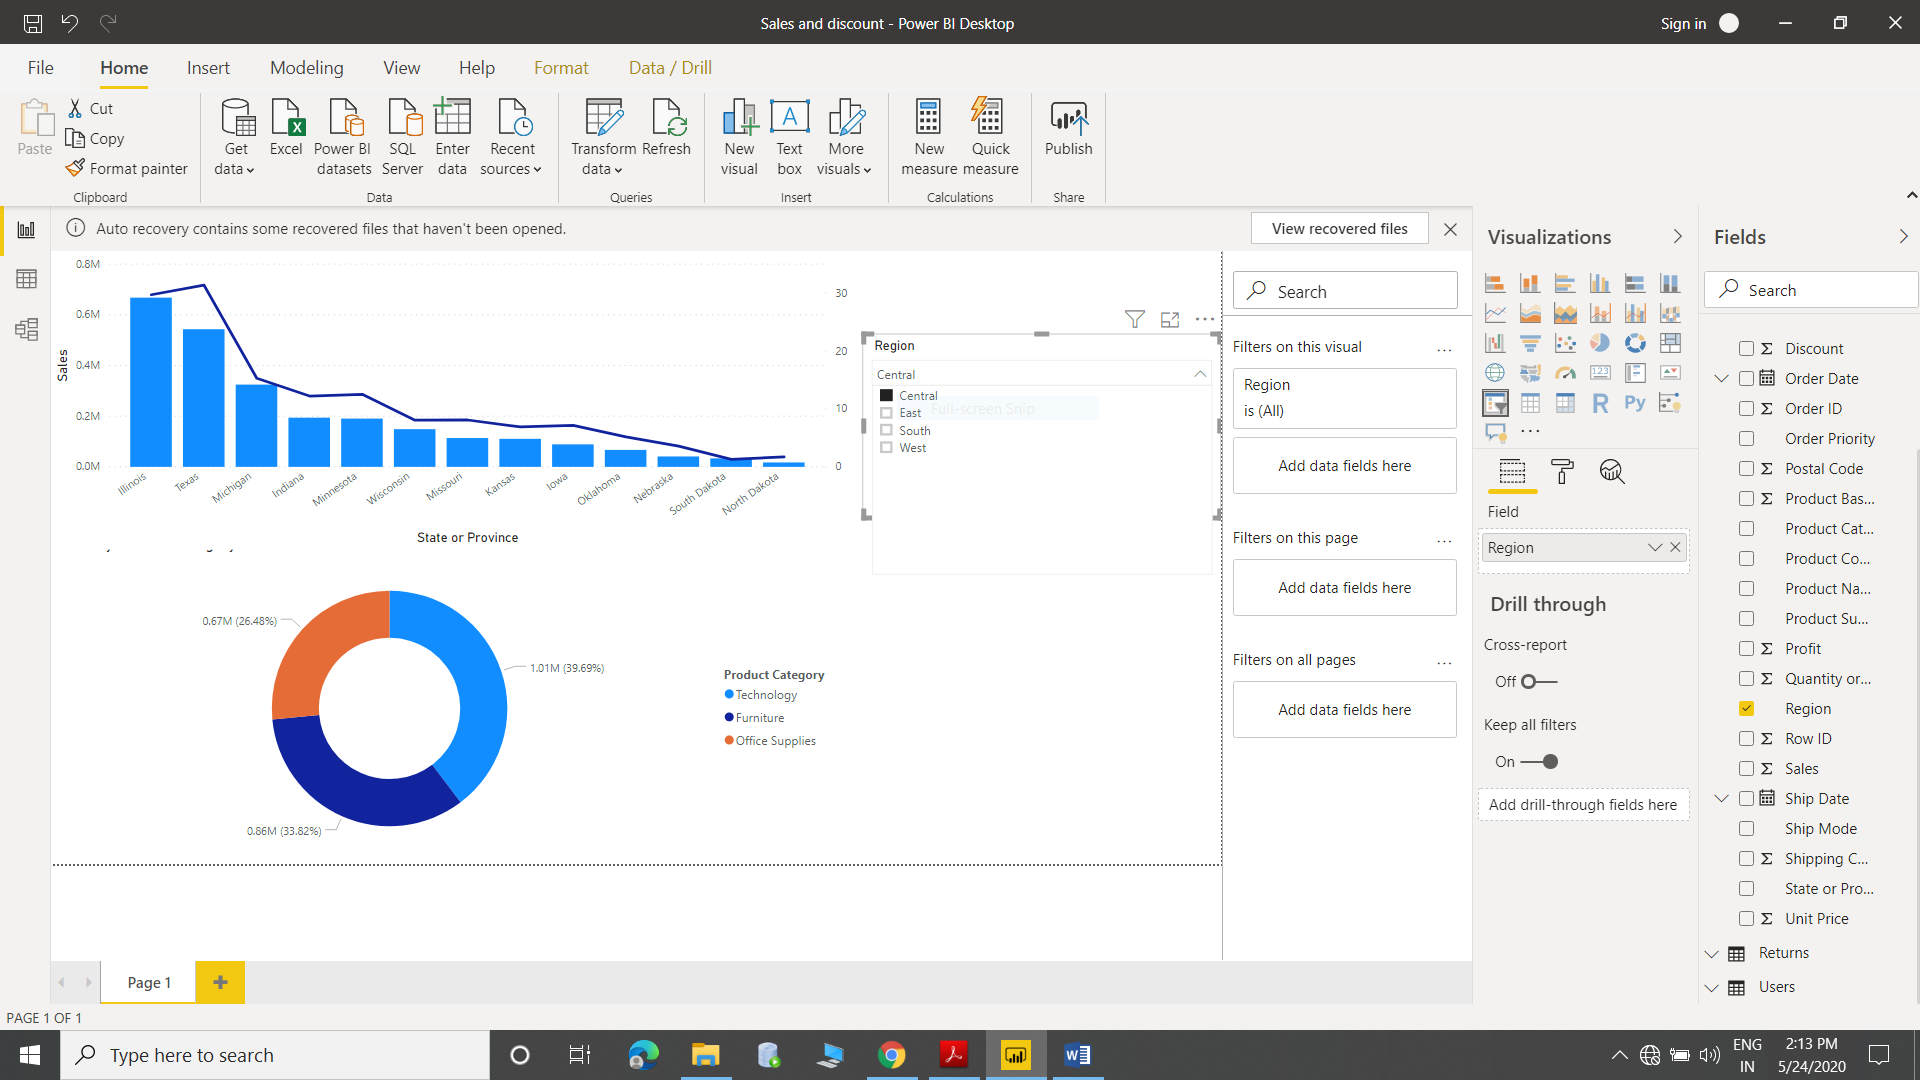 Sales and discount - Power BI Desktop
Sign in
File Home Insert Modeling View Help Format Data / Drill
Paste
Cut
Copy
Format painter
Clipboard
Get data
Excel
Power BI datasets
SQL Server
Enter data
Recent sources
Data
Transform data
Refresh
Queries
New visual
Text box
More visuals
Insert
New measure
Quick measure
Calculations
Publish
Share
Auto recovery contains some recovered files that haven't been opened.
View recovered files
0.8M
0.6M
0.4M
0.2M
0.0M
Sales
30
20
10
0
Illinois
Texas
Michigan
Indiana
Minnesota
Wisconsin
Missouri
Kansas
Iowa
Oklahoma
Nebraska
South Dakota
North Dakota
State or Province
Region
Central
Central
East
South
West
Full-screen Snip
0.67M (26.48%)
1.01M (39.69%)
0.86M (33.82%)
Product Category
Technology
Furniture
Office Supplies
Search
Filters on this visual ...
Region
is (All)
Add data fields here
Filters on this page ...
Add data fields here
Filters on all pages ...
Add data fields here
Visualizations
R
Py
123
...
Field
Region
Drill through
Cross-report
Off
Keep all filters
On
Add drill-through fields here
Fields
Search
Σ Discount
Order Date
Σ Order ID
Order Priority
Σ Postal Code
Σ Product Bas...
Product Cat...
Product Co...
Product Na...
Product Su...
Σ Profit
Σ Quantity or...
Region
Σ Row ID
Σ Sales
Ship Date
Ship Mode
Σ Shipping C...
State or Pro...
Σ Unit Price
Returns
Users
Page 1
PAGE 1 OF 1
Type here to search
ENG
IN
2:13 PM
5/24/2020